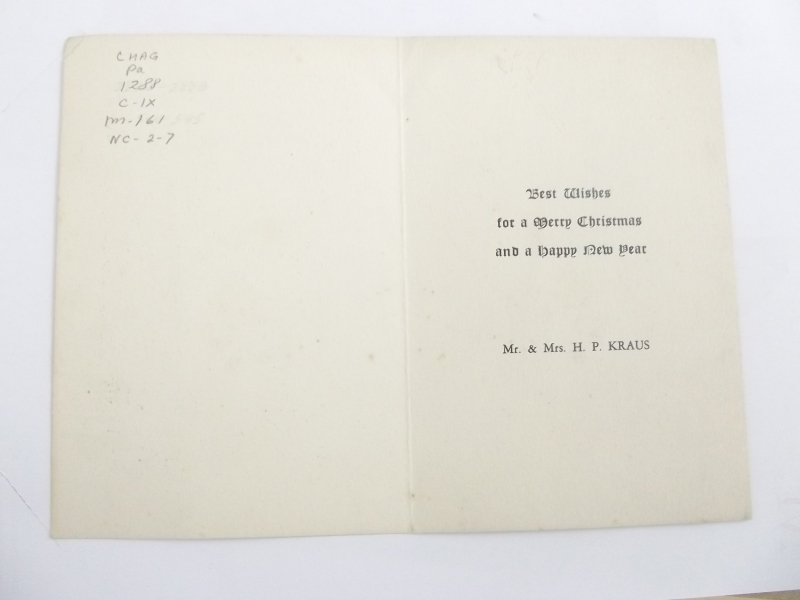 CHAG
Pa
1288
C-IX
m-161
NC-2-7
Best Wishes
for a Merry Christmas
and a Happy New Year
Mr. & Mrs. H. P. KRAUS